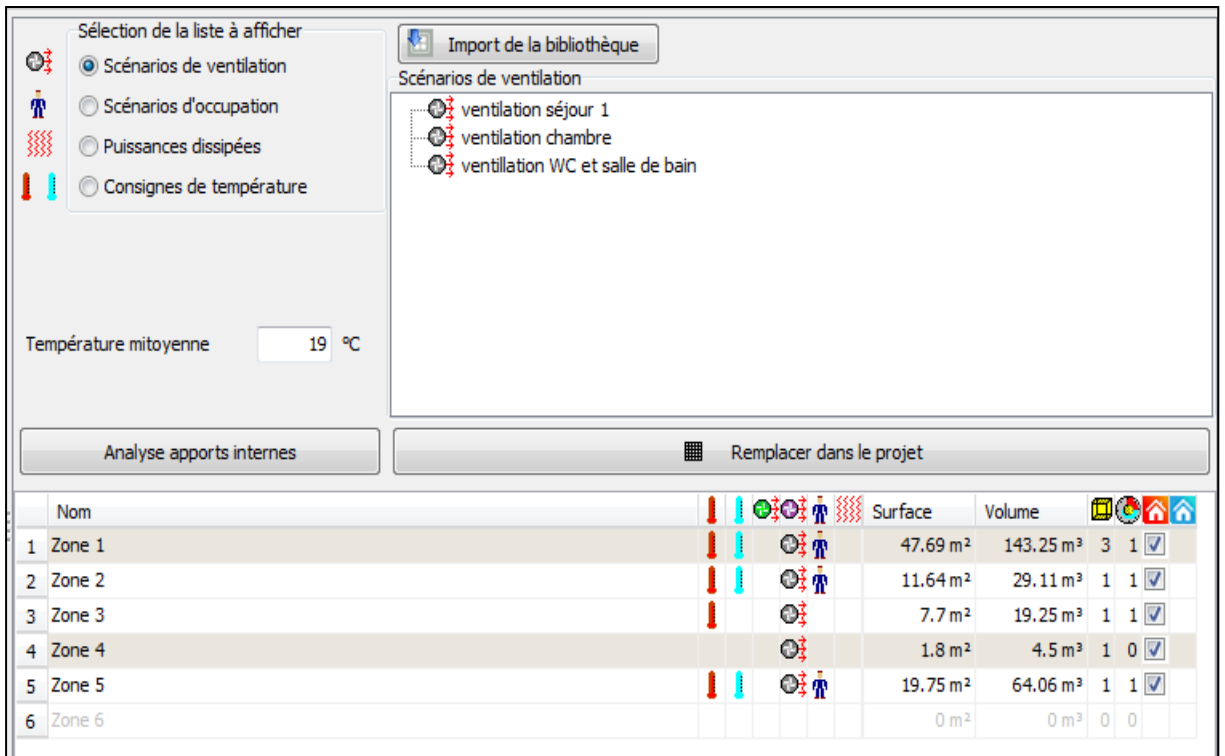 Sélection de la liste à afficher
Scénarios de ventilation
Scénarios d'occupation
Puissances dissipées
Consignes de température
Température mitoyenne 19 ºC
Import de la bibliothèque
Scénarios de ventilation
ventilation séjour 1
ventilation chambre
ventillation WC et salle de bain
Analyse apports internes
Remplacer dans le projet
Nom Surface Volume
1 Zone 1 47.69 m² 143.25 m³ 3 1
2 Zone 2 11.64 m² 29.11 m³ 1 1
3 Zone 3 7.7 m² 19.25 m³ 1 1
4 Zone 4 1.8 m² 4.5 m³ 1 0
5 Zone 5 19.75 m² 64.06 m³ 1 1
6 Zone 6 0 m² 0 m³ 0 0